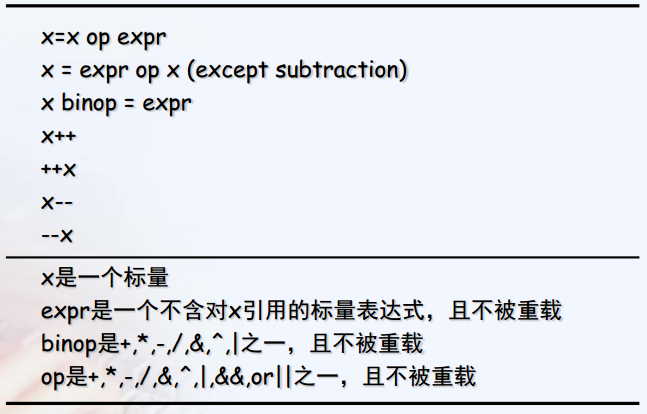 x=x op expr
x = expr op x (except subtraction)
x binop = expr
x++
++x
x--
--x
x是一个标量
expr是一个不含对x引用的标量表达式，且不被重载
binop是+,*,-,/,&,^,|之一，且不被重载
op是+,*,-,/,&,^,|,&&,or||之一，且不被重载